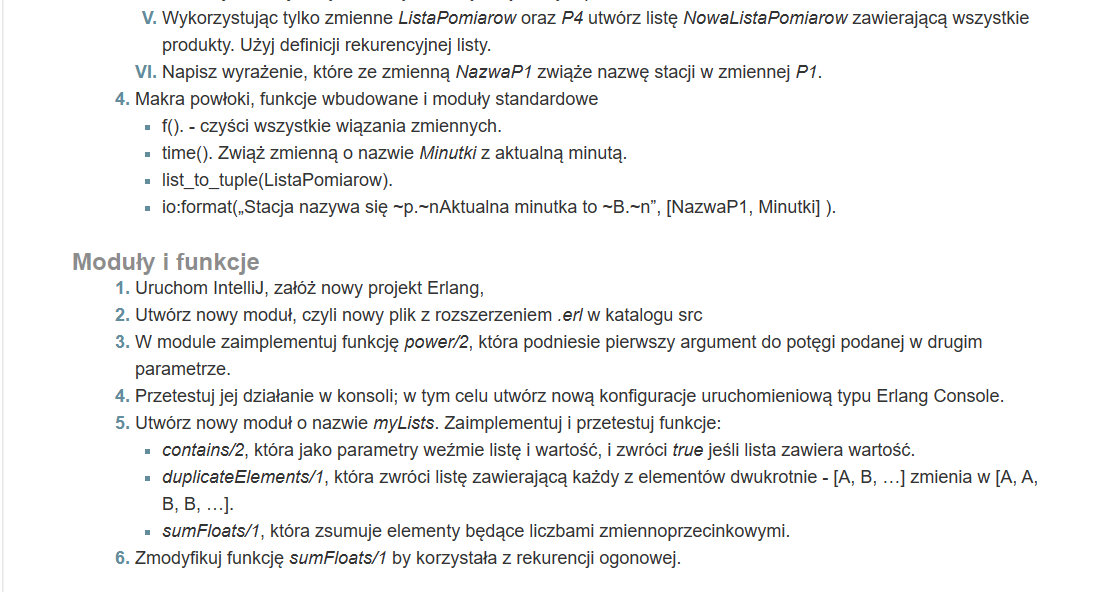 V. Wykorzystując tylko zmienne ListaPomiarow oraz P4 utwórz listę NowaListaPomiarow zawierającą wszystkie
produkty. Użyj definicji rekurencyjnej listy.
VI. Napisz wyrażenie, które ze zmienną NazwaP1 zwiąże nazwę stacji w zmiennej P1.
4. Makra powłoki, funkcje wbudowane i moduły standardowe
▪ f(). - czyści wszystkie wiązania zmiennych.
▪ time(). Zwiąż zmienną o nazwie Minutki z aktualną minutą.
▪ list_to_tuple(ListaPomiarow).
▪ io:format(„Stacja nazywa się ~p.~nAktualna minutka to ~B.~n”, [NazwaP1, Minutki] ).
Moduły i funkcje
1. Uruchom IntelliJ, załóż nowy projekt Erlang,
2. Utwórz nowy moduł, czyli nowy plik z rozszerzeniem .erl w katalogu src
3. W module zaimplementuj funkcję power/2, która podniesie pierwszy argument do potęgi podanej w drugim
parametrze.
4. Przetestuj jej działanie w konsoli; w tym celu utwórz nową konfiguracje uruchomieniową typu Erlang Console.
5. Utwórz nowy moduł o nazwie myLists. Zaimplementuj i przetestuj funkcje:
▪ contains/2, która jako parametry weźmie listę i wartość, i zwróci true jeśli lista zawiera wartość.
▪ duplicateElements/1, która zwróci listę zawierającą każdy z elementów dwukrotnie - [A, B, …] zmienia w [A, A,
B, B, …].
▪ sumFloats/1, która zsumuje elementy będące liczbami zmiennoprzecinkowymi.
6. Zmodyfikuj funkcję sumFloats/1 by korzystała z rekurencji ogonowej.